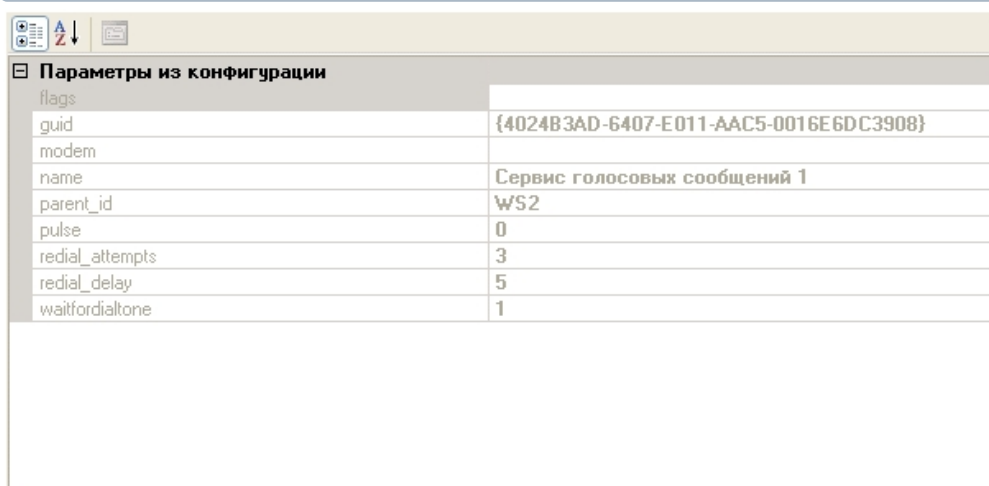 Параметры из конфигурации
flags
guid {4024B3AD-6407-E011-AAC5-0016E6DC3908}
modem
name Сервис голосовых сообщений 1
parent_id WS2
pulse 0
redial_attempts 3
redial_delay 5
waitfordialtone 1